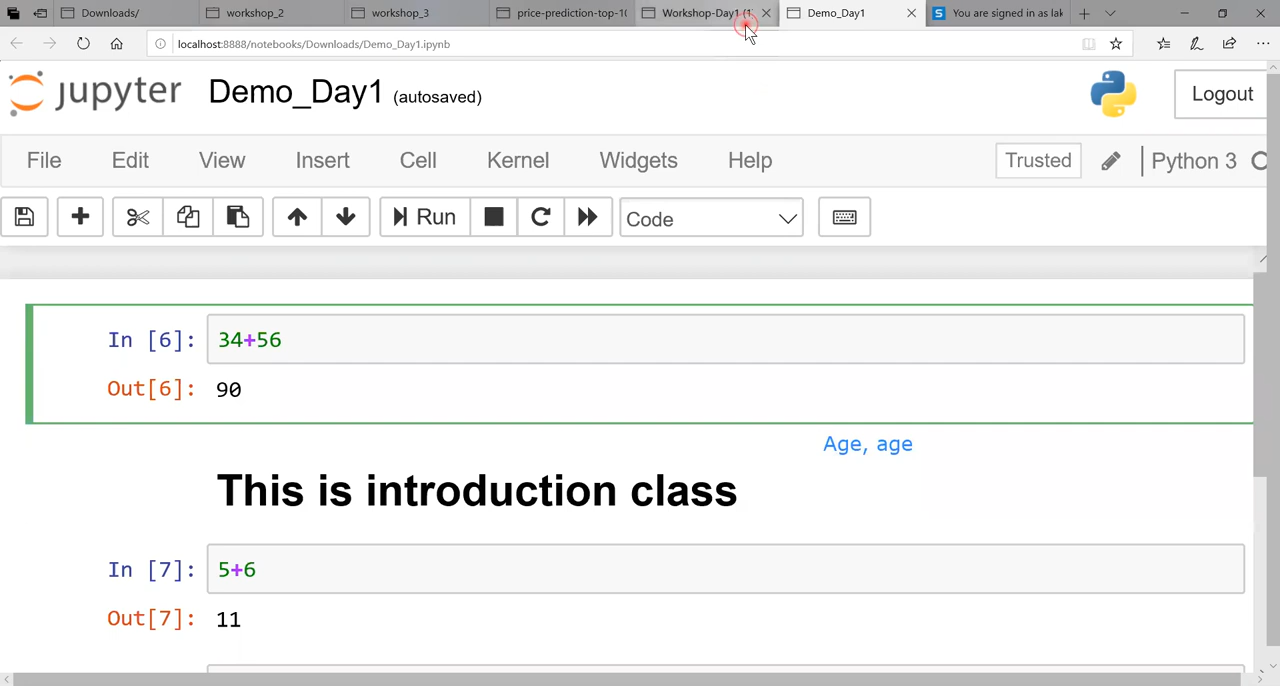 Downloads/
workshop_2
workshop_3
price-prediction-top-10
Workshop-Day1 (1
Demo_Day1
You are signed in as lak
localhost:8888/notebooks/Downloads/Demo_Day1.ipynb
jupyter Demo_Day1 (autosaved)
Logout
File Edit View Insert Cell Kernel Widgets Help
Trusted
Python 3
Run
Code
In [6]: 34+56
Out[6]: 90
Age, age
This is introduction class
In [7]: 5+6
Out[7]: 11